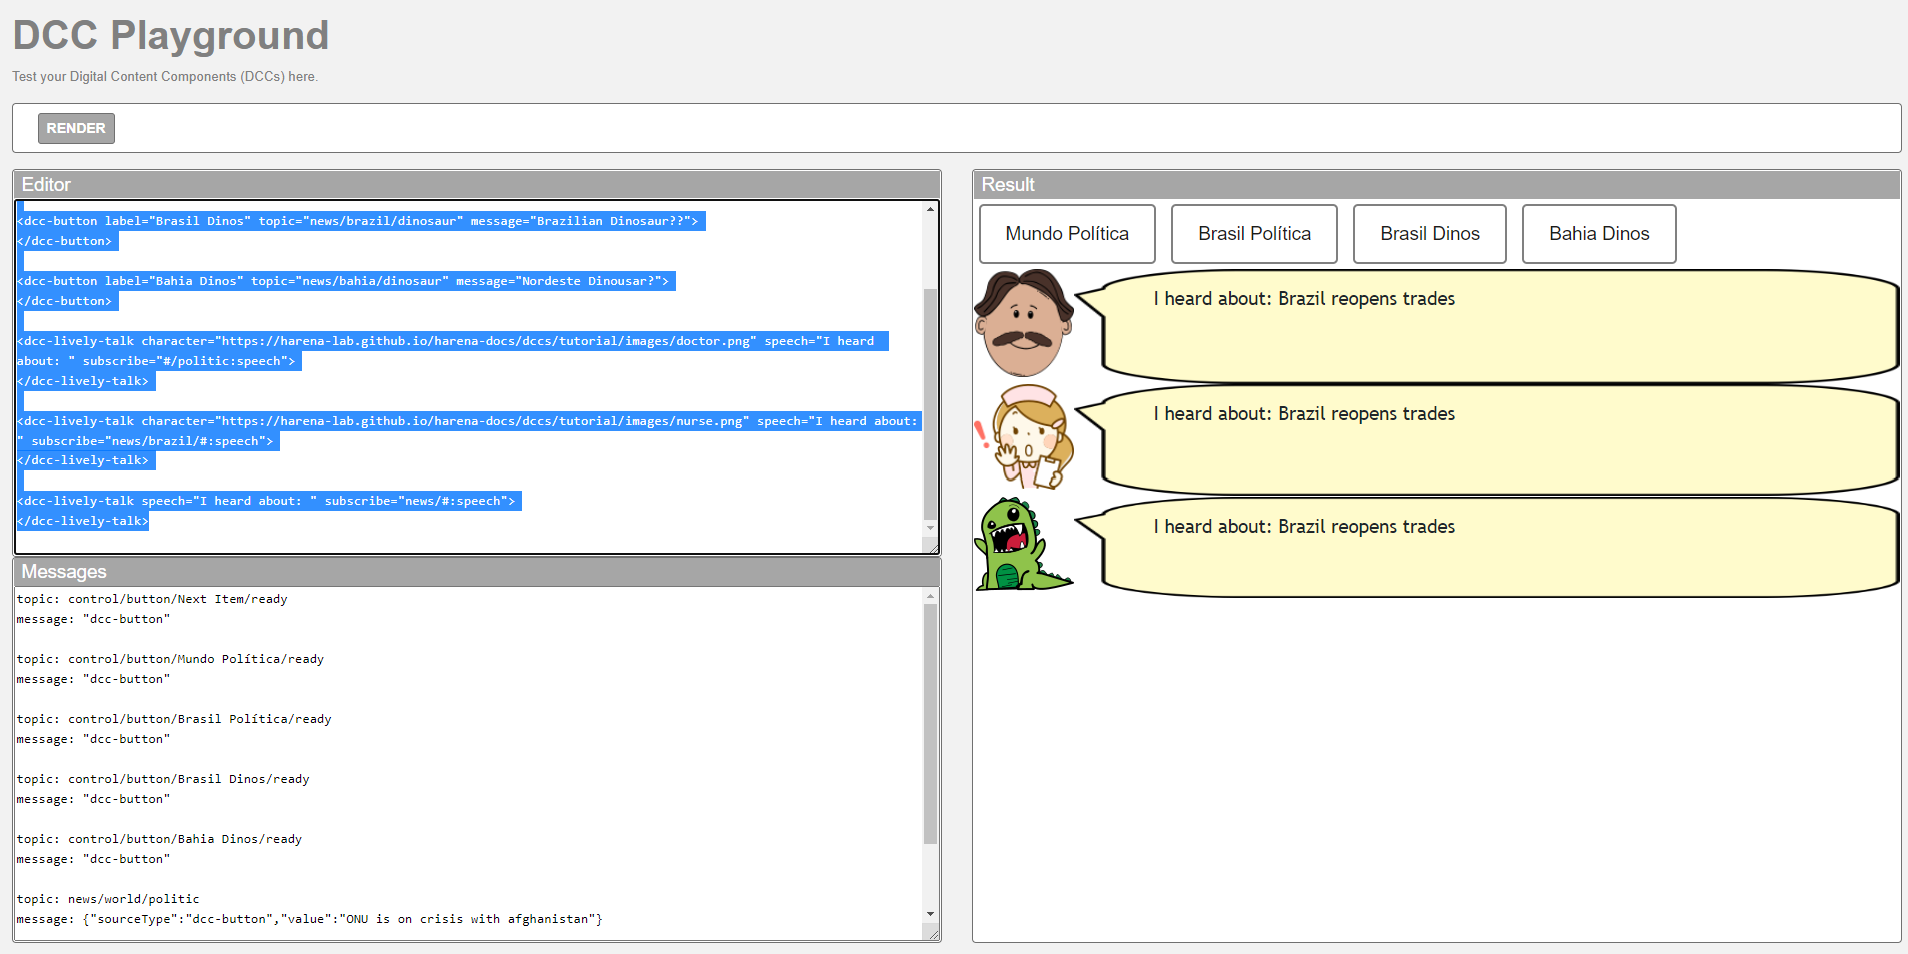 DCC Playground
Test your Digital Content Components (DCCs) here.
RENDER
Editor
<dcc-button label="Brasil Dinos" topic="news/brazil/dinosaur" message="Brazilian Dinosaur??">
</dcc-button>
<dcc-button label="Bahia Dinos" topic="news/bahia/dinosaur" message="Nordeste Dinousar?">
</dcc-button>
<dcc-lively-talk character="https://harena-lab.github.io/harena-docs/dccs/tutorial/images/doctor.png" speech="I heard
about: " subscribe="#/politic:speech">
</dcc-lively-talk>
<dcc-lively-talk character="https://harena-lab.github.io/harena-docs/dccs/tutorial/images/nurse.png" speech="I heard about:
" subscribe="news/brazil/#:speech">
</dcc-lively-talk>
<dcc-lively-talk speech="I heard about: " subscribe="news/#:speech">
</dcc-lively-talk>
Messages
topic: control/button/Next Item/ready
message: "dcc-button"
topic: control/button/Mundo Política/ready
message: "dcc-button"
topic: control/button/Brasil Política/ready
message: "dcc-button"
topic: control/button/Brasil Dinos/ready
message: "dcc-button"
topic: control/button/Bahia Dinos/ready
message: "dcc-button"
topic: news/world/politic
message: {"sourceType":"dcc-button","value":"ONU is on crisis with afghanistan"}
Result
Mundo Política
Brasil Política
Brasil Dinos
Bahia Dinos
I heard about: Brazil reopens trades
I heard about: Brazil reopens trades
I heard about: Brazil reopens trades